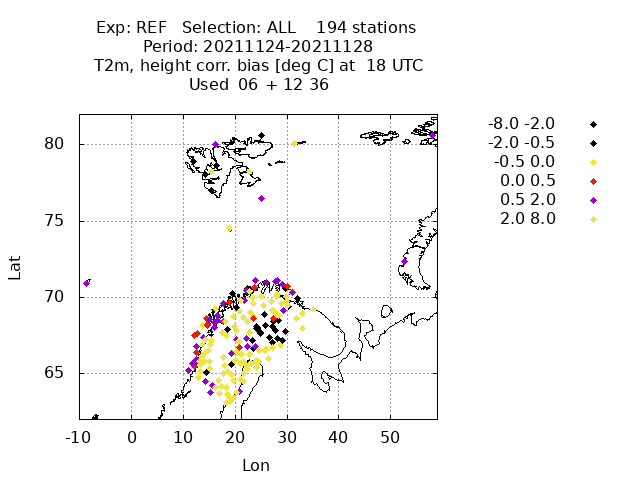 Exp: REF   Selection: ALL    194 stations
Period: 20211124-20211128
T2m, height corr. bias [deg C] at  18 UTC
Used  06 + 12 36
-8.0 -2.0
-2.0 -0.5
-0.5 0.0
0.0 0.5
0.5 2.0
2.0 8.0
Lat
80
75
70
65
-10 0 10 20 30 40 50
Lon